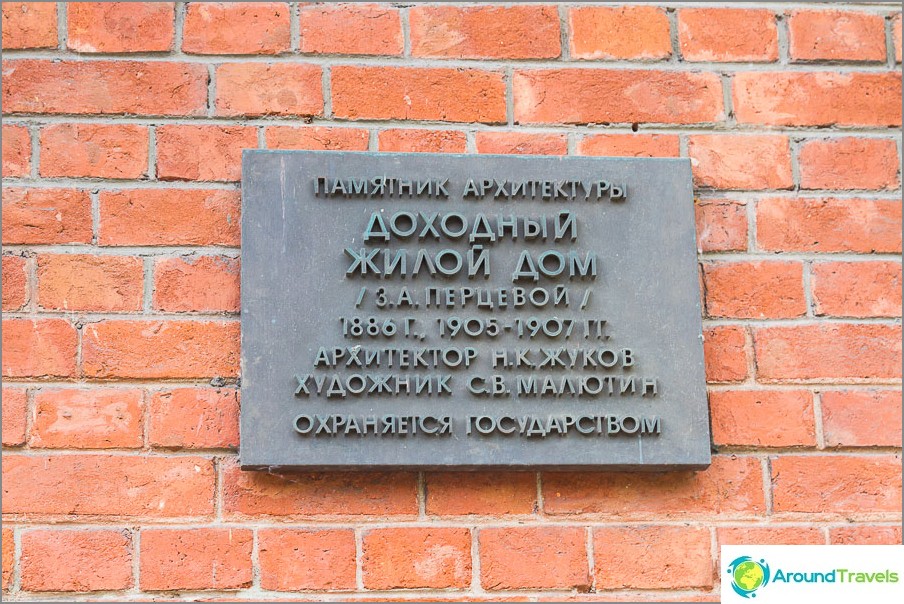 ПАМЯТНИК АРХИТЕКТУРЫ
ДОХОДНЫЙ
ЖИЛОЙ ДОМ
/З.А.ПЕРЦЕВОЙ/
1886 Г., 1905-1907 ГГ.
АРХИТЕКТОР Н.К.ЖУКОВ
ХУДОЖНИК С.В.МАЛЮТИН
ОХРАНЯЕТСЯ ГОСУДАРСТВОМ
AroundTravels